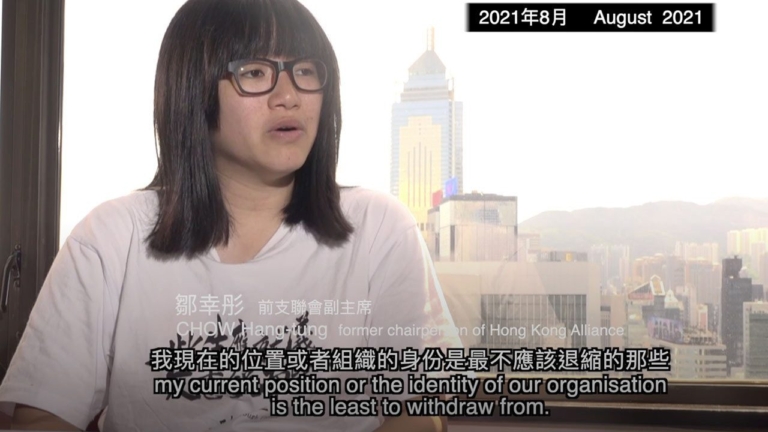 2021年8月 August 2021
鄒幸彤 前支聯會副主席
CHOW Hang-tung former chairperson of Hong Kong Alliance
我現在的位置或者組織的身份是最不應該退縮的那些
my current position or the identity of our organisation
is the least to withdraw from.